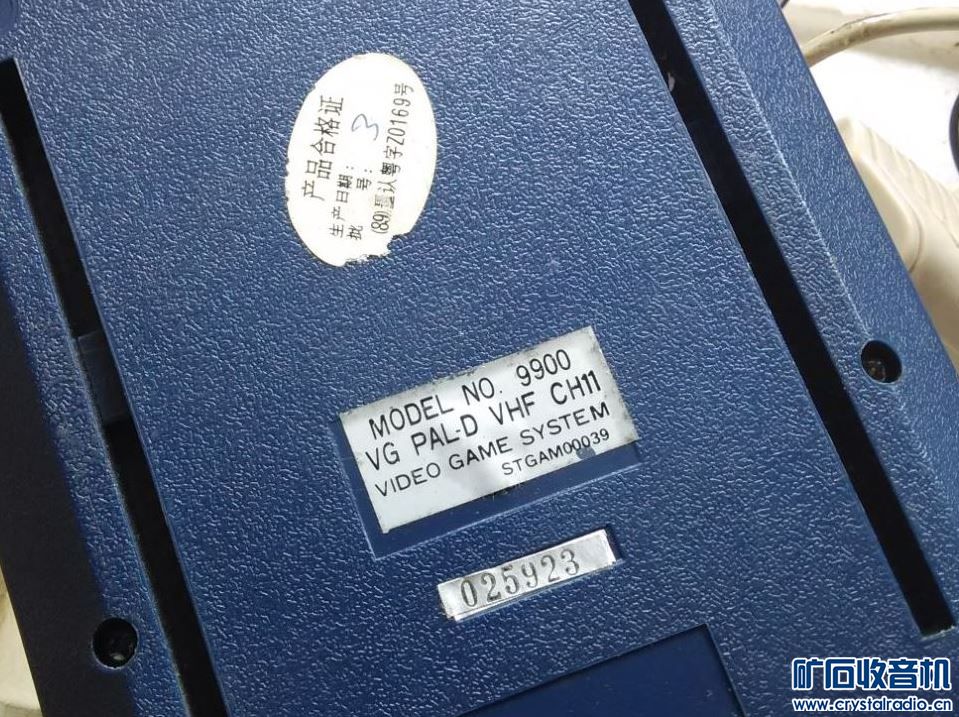 产品合格证
生产日期:
批 号: 3
(89)量认粤字Z0169号
MODEL NO. 9900
VG PAL-D VHF CH11
VIDEO GAME SYSTEM
STGAM00039
025923
矿石收音机
www.crystalradio.cn